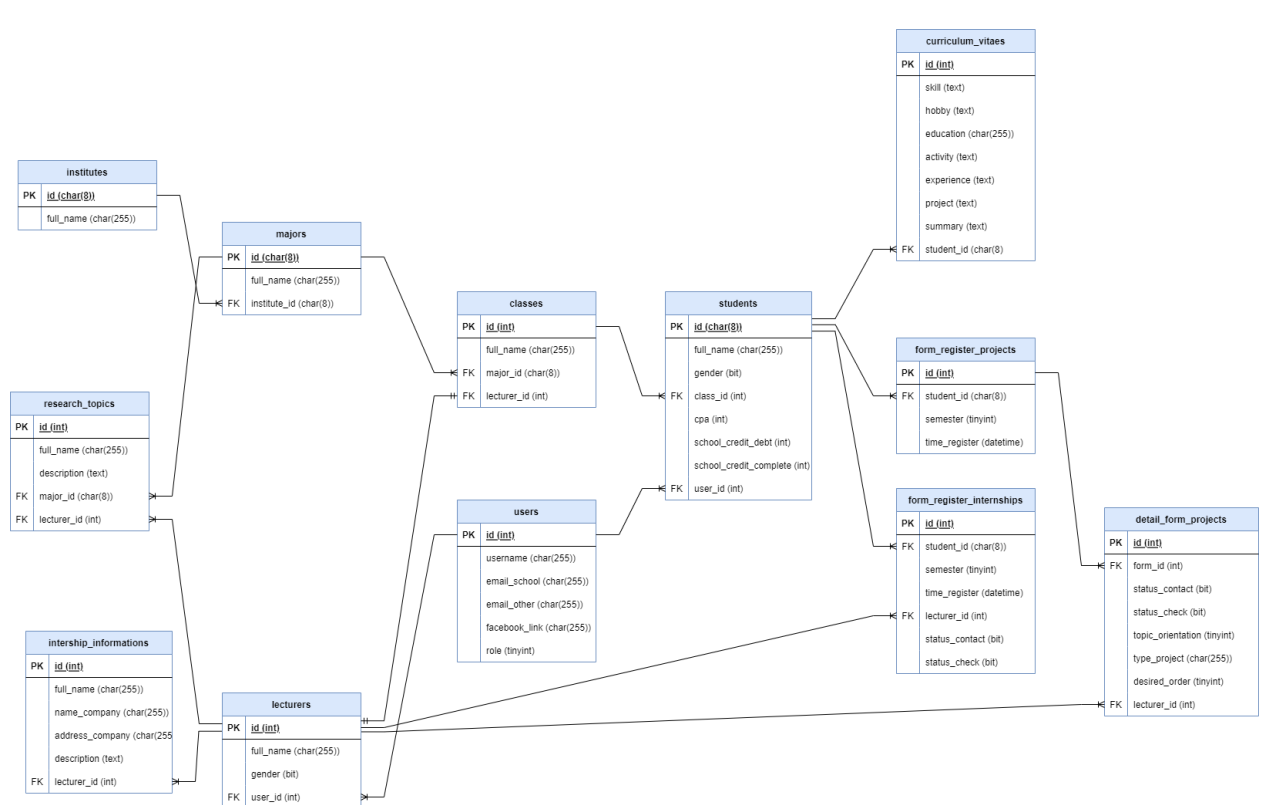 curriculum_vitaes
PK id (int)
skill (text)
hobby (text)
education (char(255))
activity (text)
experience (text)
project (text)
summary (text)
FK student_id (char(8)
institutes
PK id (char(8))
full_name (char(255))
majors
PK id (char(8))
full_name (char(255))
FK institute_id (char(8))
classes
PK id (int)
full_name (char(255))
FK major_id (char(8))
FK lecturer_id (int)
students
PK id (char(8))
full_name (char(255))
gender (bit)
FK class_id (int)
cpa (int)
school_credit_debt (int)
school_credit_complete (int)
FK user_id (int)
form_register_projects
PK id (int)
FK student_id (char(8))
semester (tinyint)
time_register (datetime)
research_topics
PK id (int)
full_name (char(255))
description (text)
FK major_id (char(8))
FK lecturer_id (int)
users
PK id (int)
username (char(255))
email_school (char(255))
email_other (char(255))
facebook_link (char(255))
role (tinyint)
form_register_internships
PK id (int)
FK student_id (char(8))
semester (tinyint)
time_register (datetime)
FK lecturer_id (int)
status_contact (bit)
status_check (bit)
detail_form_projects
PK id (int)
FK form_id (int)
status_contact (bit)
status_check (bit)
topic_orientation (tinyint)
type_project (char(255))
desired_order (tinyint)
FK lecturer_id (int)
intership_informations
PK id (int)
full_name (char(255))
name_company (char(255))
address_company (char(255
description (text)
FK lecturer_id (int)
lecturers
PK id (int)
full_name (char(255))
gender (bit)
FK user_id (int)